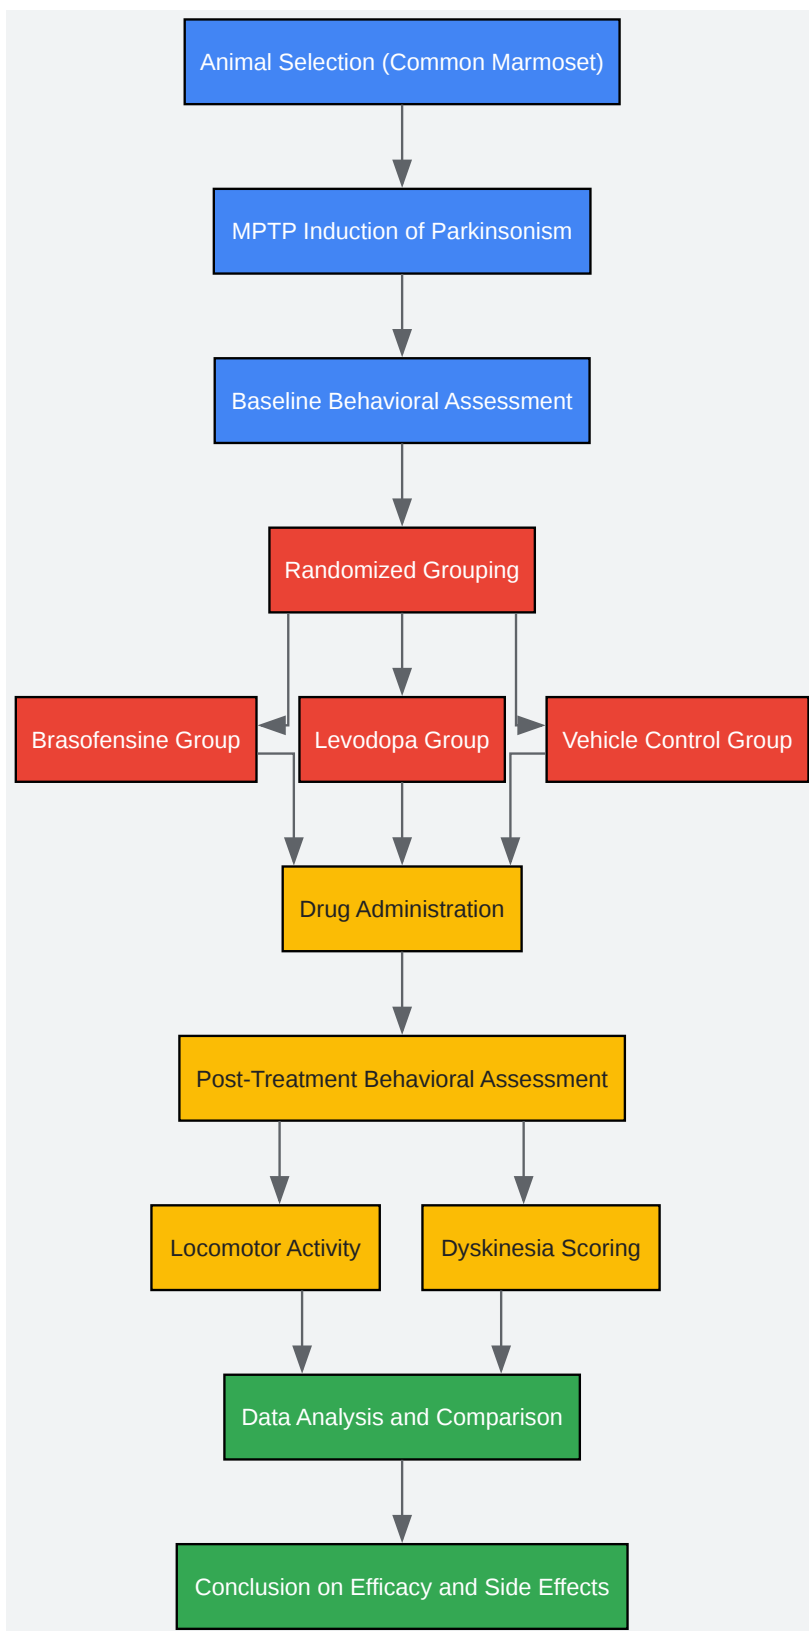 Animal Selection (Common Marmoset)
MPTP Induction of Parkinsonism
Baseline Behavioral Assessment
Randomized Grouping
Brasofensine Group
Levodopa Group
Vehicle Control Group
Drug Administration
Post-Treatment Behavioral Assessment
Locomotor Activity
Dyskinesia Scoring
Data Analysis and Comparison
Conclusion on Efficacy and Side Effects